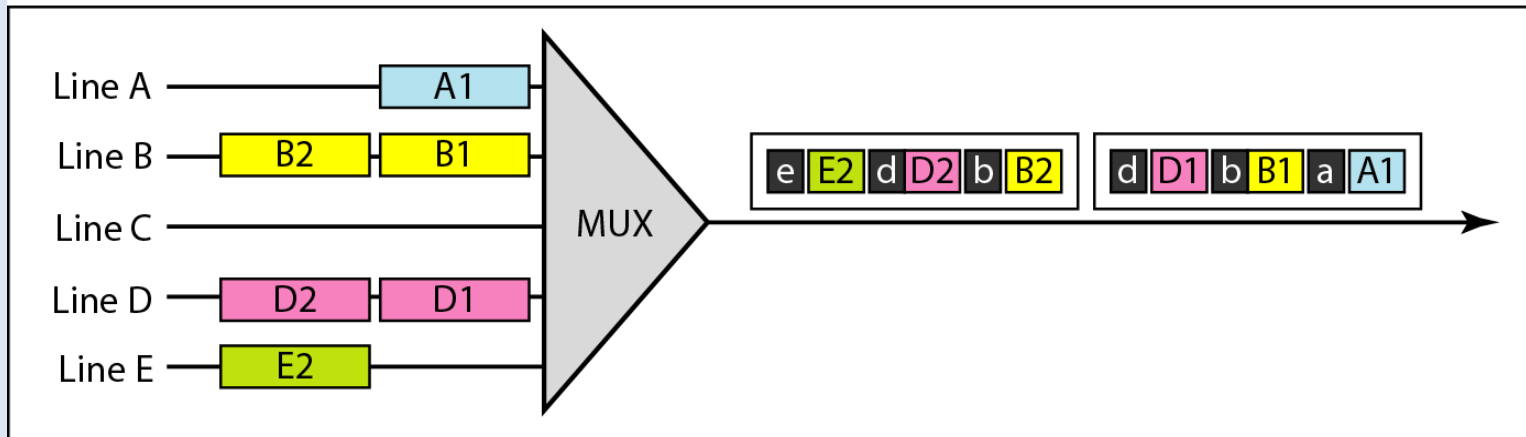 Line A A1
Line B B2 B1
Line C
Line D D2 D1
Line E E2
MUX
e E2 d D2 b B2 d D1 b B1 a A1